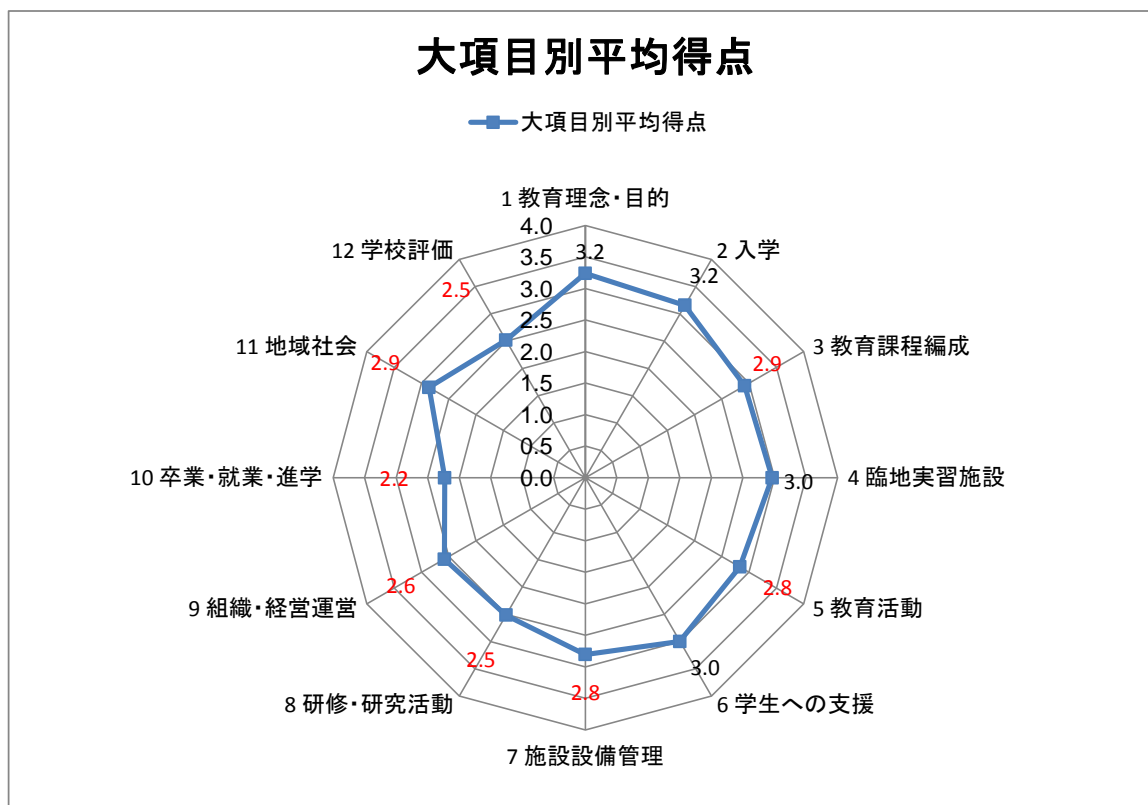 大項目別平均得点
大項目別平均得点
1 教育理念・目的
4.0
3.5
3.0
2.5
2.0
1.5
1.0
0.5
0.0
3.2
2 入学
3.2
3 教育課程編成
2.9
4 臨地実習施設
3.0
5 教育活動
2.8
6 学生への支援
3.0
7 施設設備管理
2.8
8 研修・研究活動
2.5
9 組織・経営運営
2.6
10 卒業・就業・進学
2.2
11 地域社会
2.9
12 学校評価
2.5